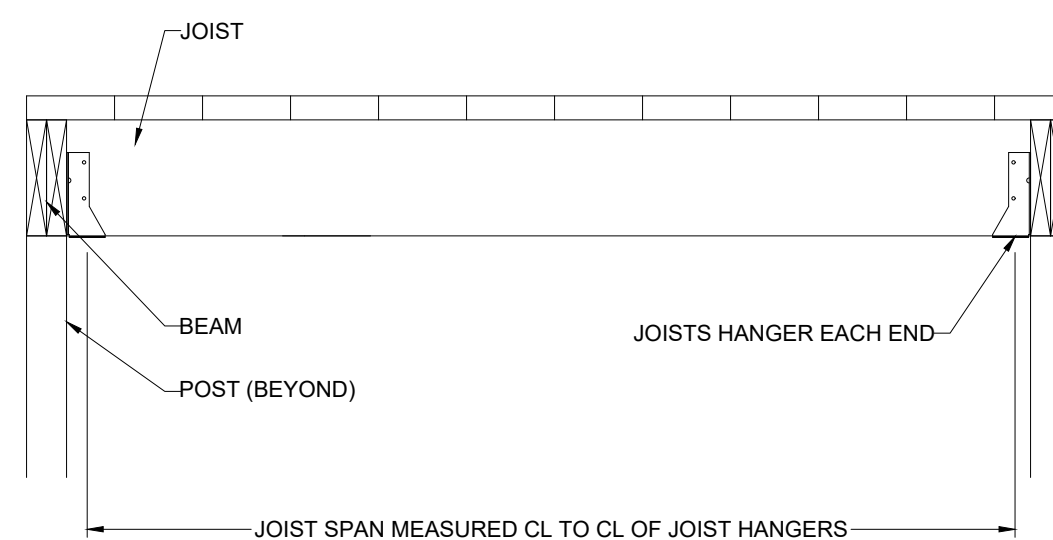 JOIST
BEAM
JOISTS HANGER EACH END
POST (BEYOND)
JOIST SPAN MEASURED CL TO CL OF JOIST HANGERS